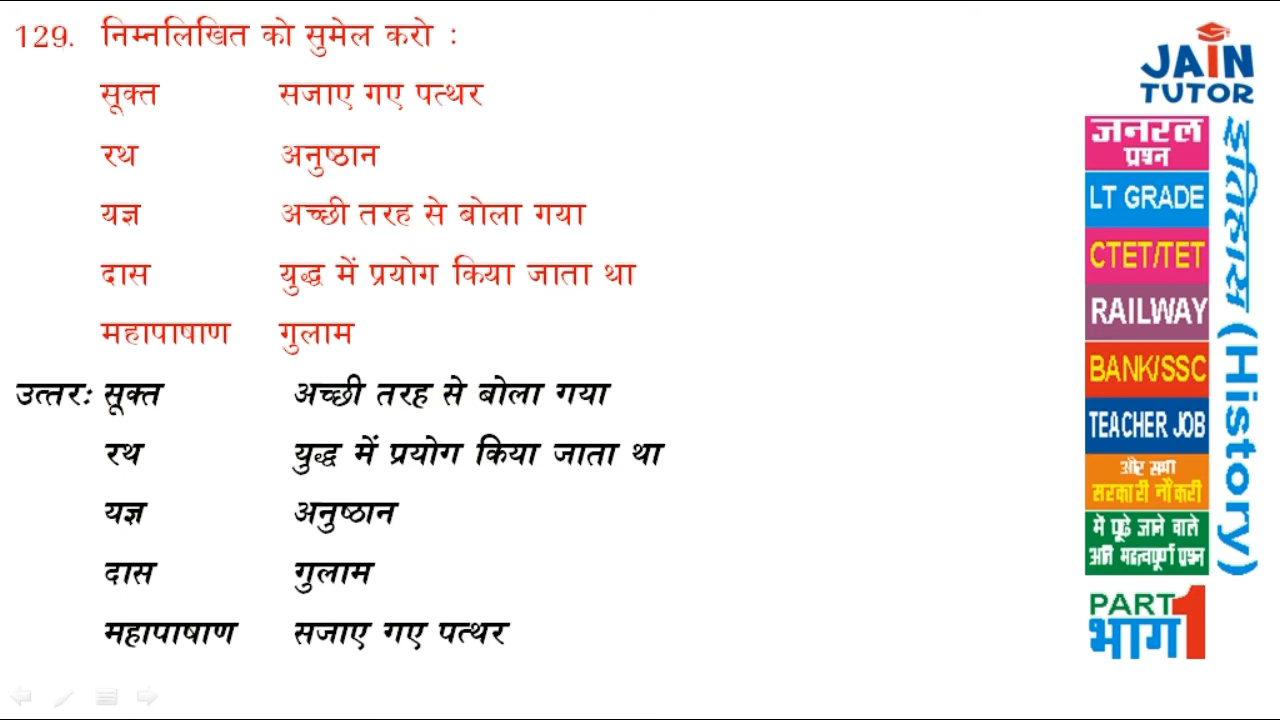 129. निम्नलिखित को सुमेल करो :
सूक्त सजाए गए पत्थर
रथ अनुष्ठान
यज्ञ अच्छी तरह से बोला गया
दास युद्ध में प्रयोग किया जाता था
महापाषाण गुलाम
उत्तरः सूक्त अच्छी तरह से बोला गया
रथ युद्ध में प्रयोग किया जाता था
यज्ञ अनुष्ठान
दास गुलाम
महापाषाण सजाए गए पत्थर
JAIN
TUTOR
जनरल
प्रश्न
LT GRADE
CTET/TET
RAILWAY
BANK/SSC
TEACHER JOB
और सभी
सरकारी नौकरी
में पूछे जाने वाले
अति महत्वपूर्ण प्रश्न
इतिहास (History)
PART 1
भाग